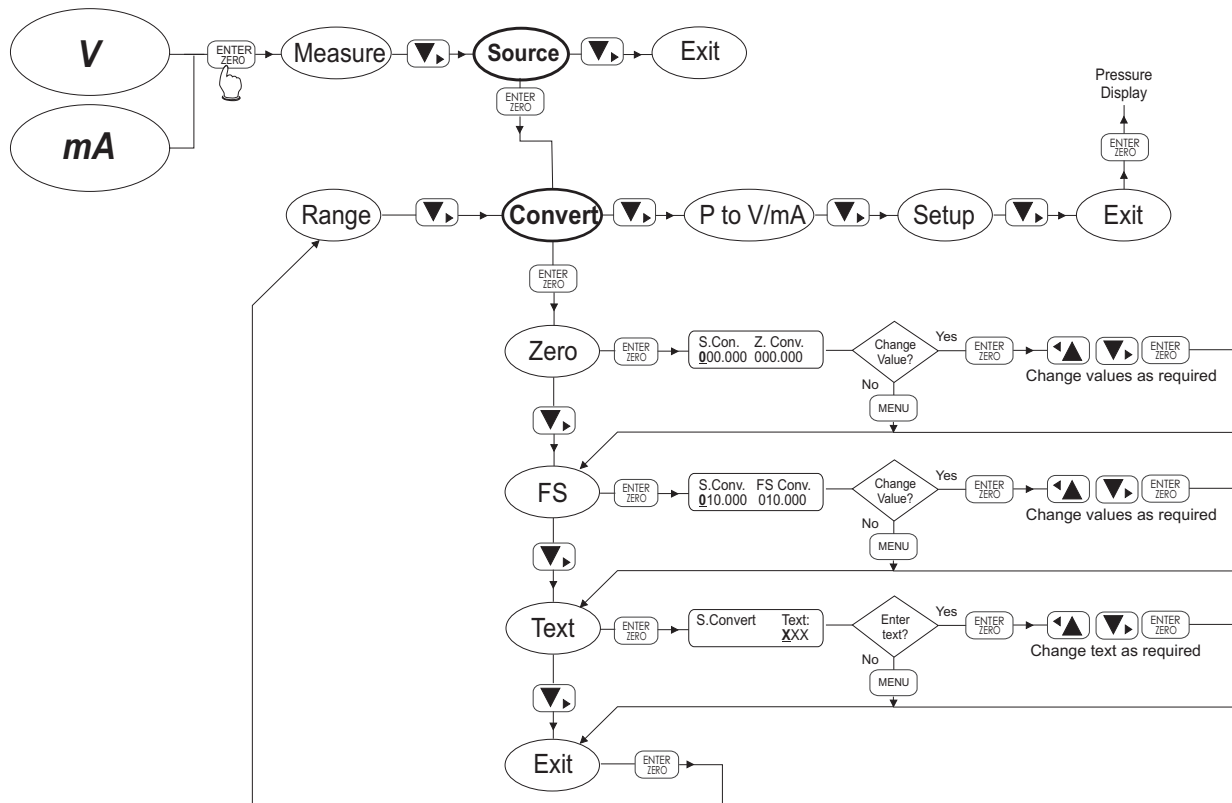 V
ENTER
ZERO
Measure
Source
Exit
mA
ENTER
ZERO
Pressure
Display
ENTER
ZERO
Range
Convert
P to V/mA
Setup
Exit
ENTER
ZERO
Zero
ENTER
ZERO
S.Con. Z. Conv.
000.000 000.000
Change
Value?
Yes
ENTER
ZERO
ENTER
ZERO
Change values as required
No
MENU
FS
ENTER
ZERO
S.Conv. FS Conv.
010.000 010.000
Change
Value?
Yes
ENTER
ZERO
ENTER
ZERO
Change values as required
No
MENU
Text
ENTER
ZERO
S.Convert Text:
XXX
Enter
text?
Yes
ENTER
ZERO
ENTER
ZERO
Change text as required
No
MENU
Exit
ENTER
ZERO